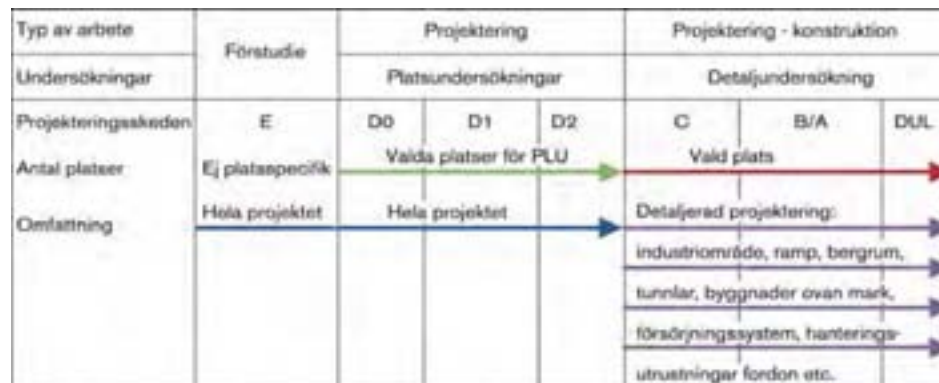 Typ av arbete Förstudie Projektering Projektering - konstruktion
Undersökningar Platsundersökningar Detaljundersökning
Projekteringsskeden E D0 D1 D2 C B/A DUL
Antal platser Ej platsspecifik Valda platser för PLU Vald plats
Omfattning Hela projektet Hela projektet Detaljerad projektering:
industriområde, ramp, bergrum,
tunnlar, byggnader ovan mark,
försörjningssystem, hanterings-
utrustningar fordon etc.